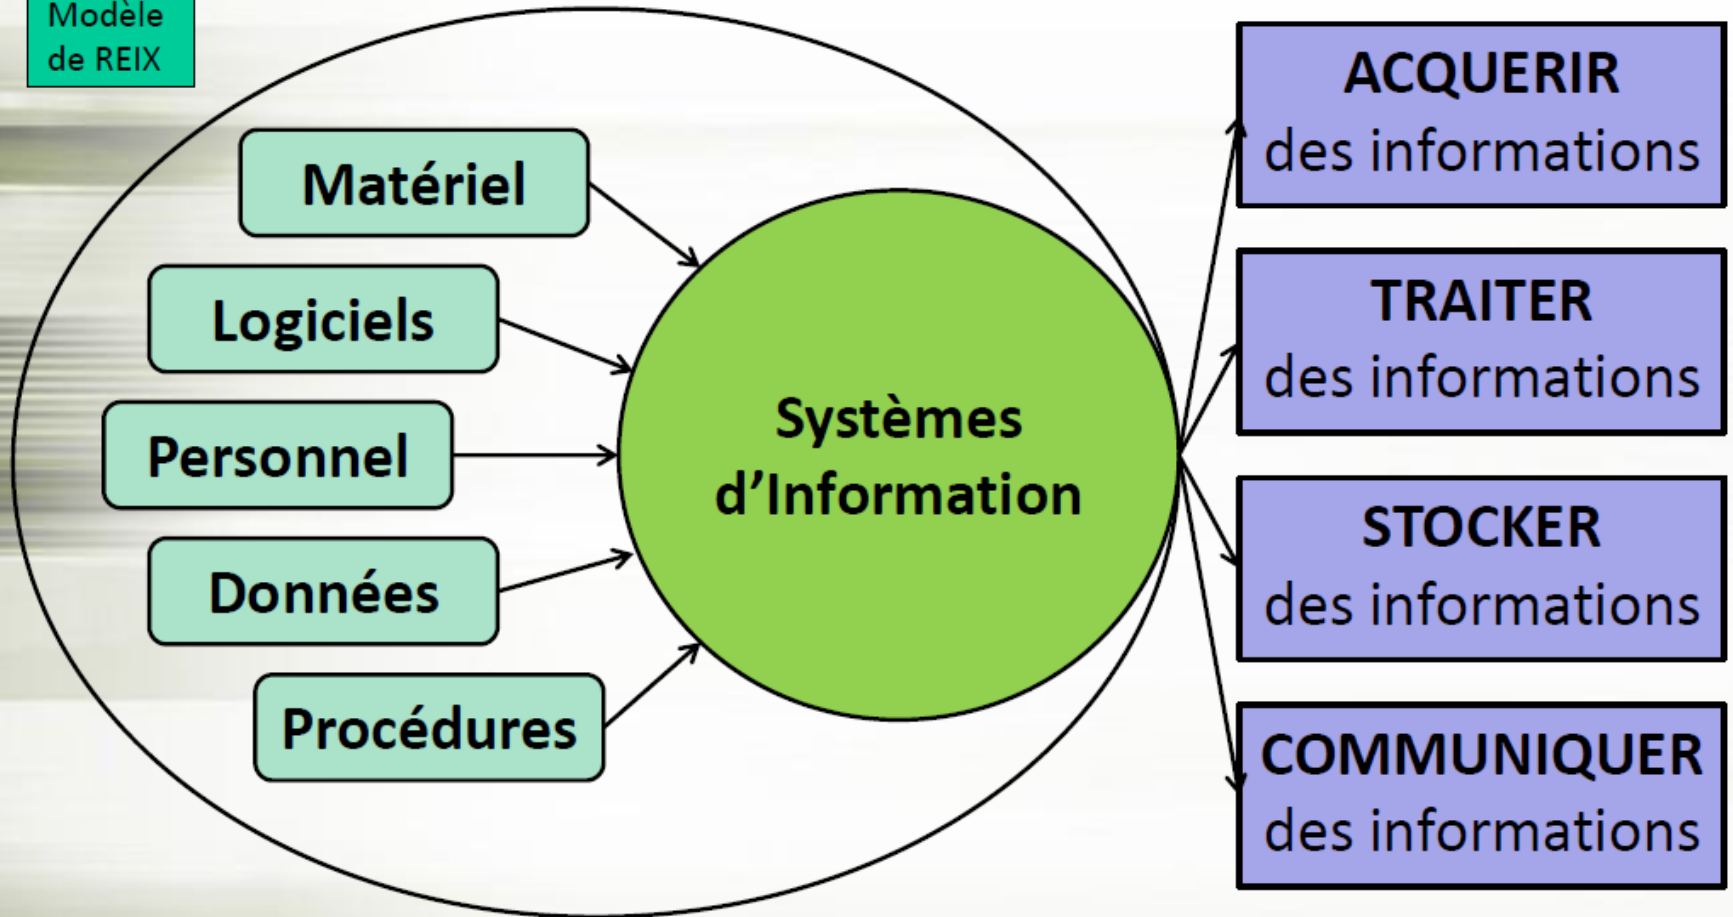 Modèle
de REIX
Matériel
Logiciels
Personnel
Données
Procédures
Systèmes
d’Information
ACQUERIR
des informations
TRAITER
des informations
STOCKER
des informations
COMMUNIQUER
des informations